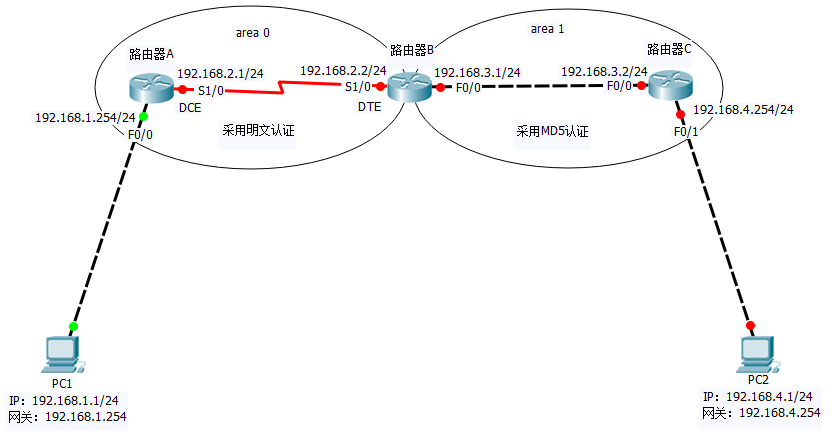 area 0
area 1
路由器A
路由器B
路由器C
192.168.2.1/24
192.168.2.2/24
192.168.3.1/24
192.168.3.2/24
S1/0
S1/0
F0/0
F0/0
DCE
DTE
192.168.1.254/24
192.168.4.254/24
F0/0
F0/1
采用明文认证
采用MD5认证
PC1
IP：192.168.1.1/24
网关：192.168.1.254
PC2
IP：192.168.4.1/24
网关：192.168.4.254